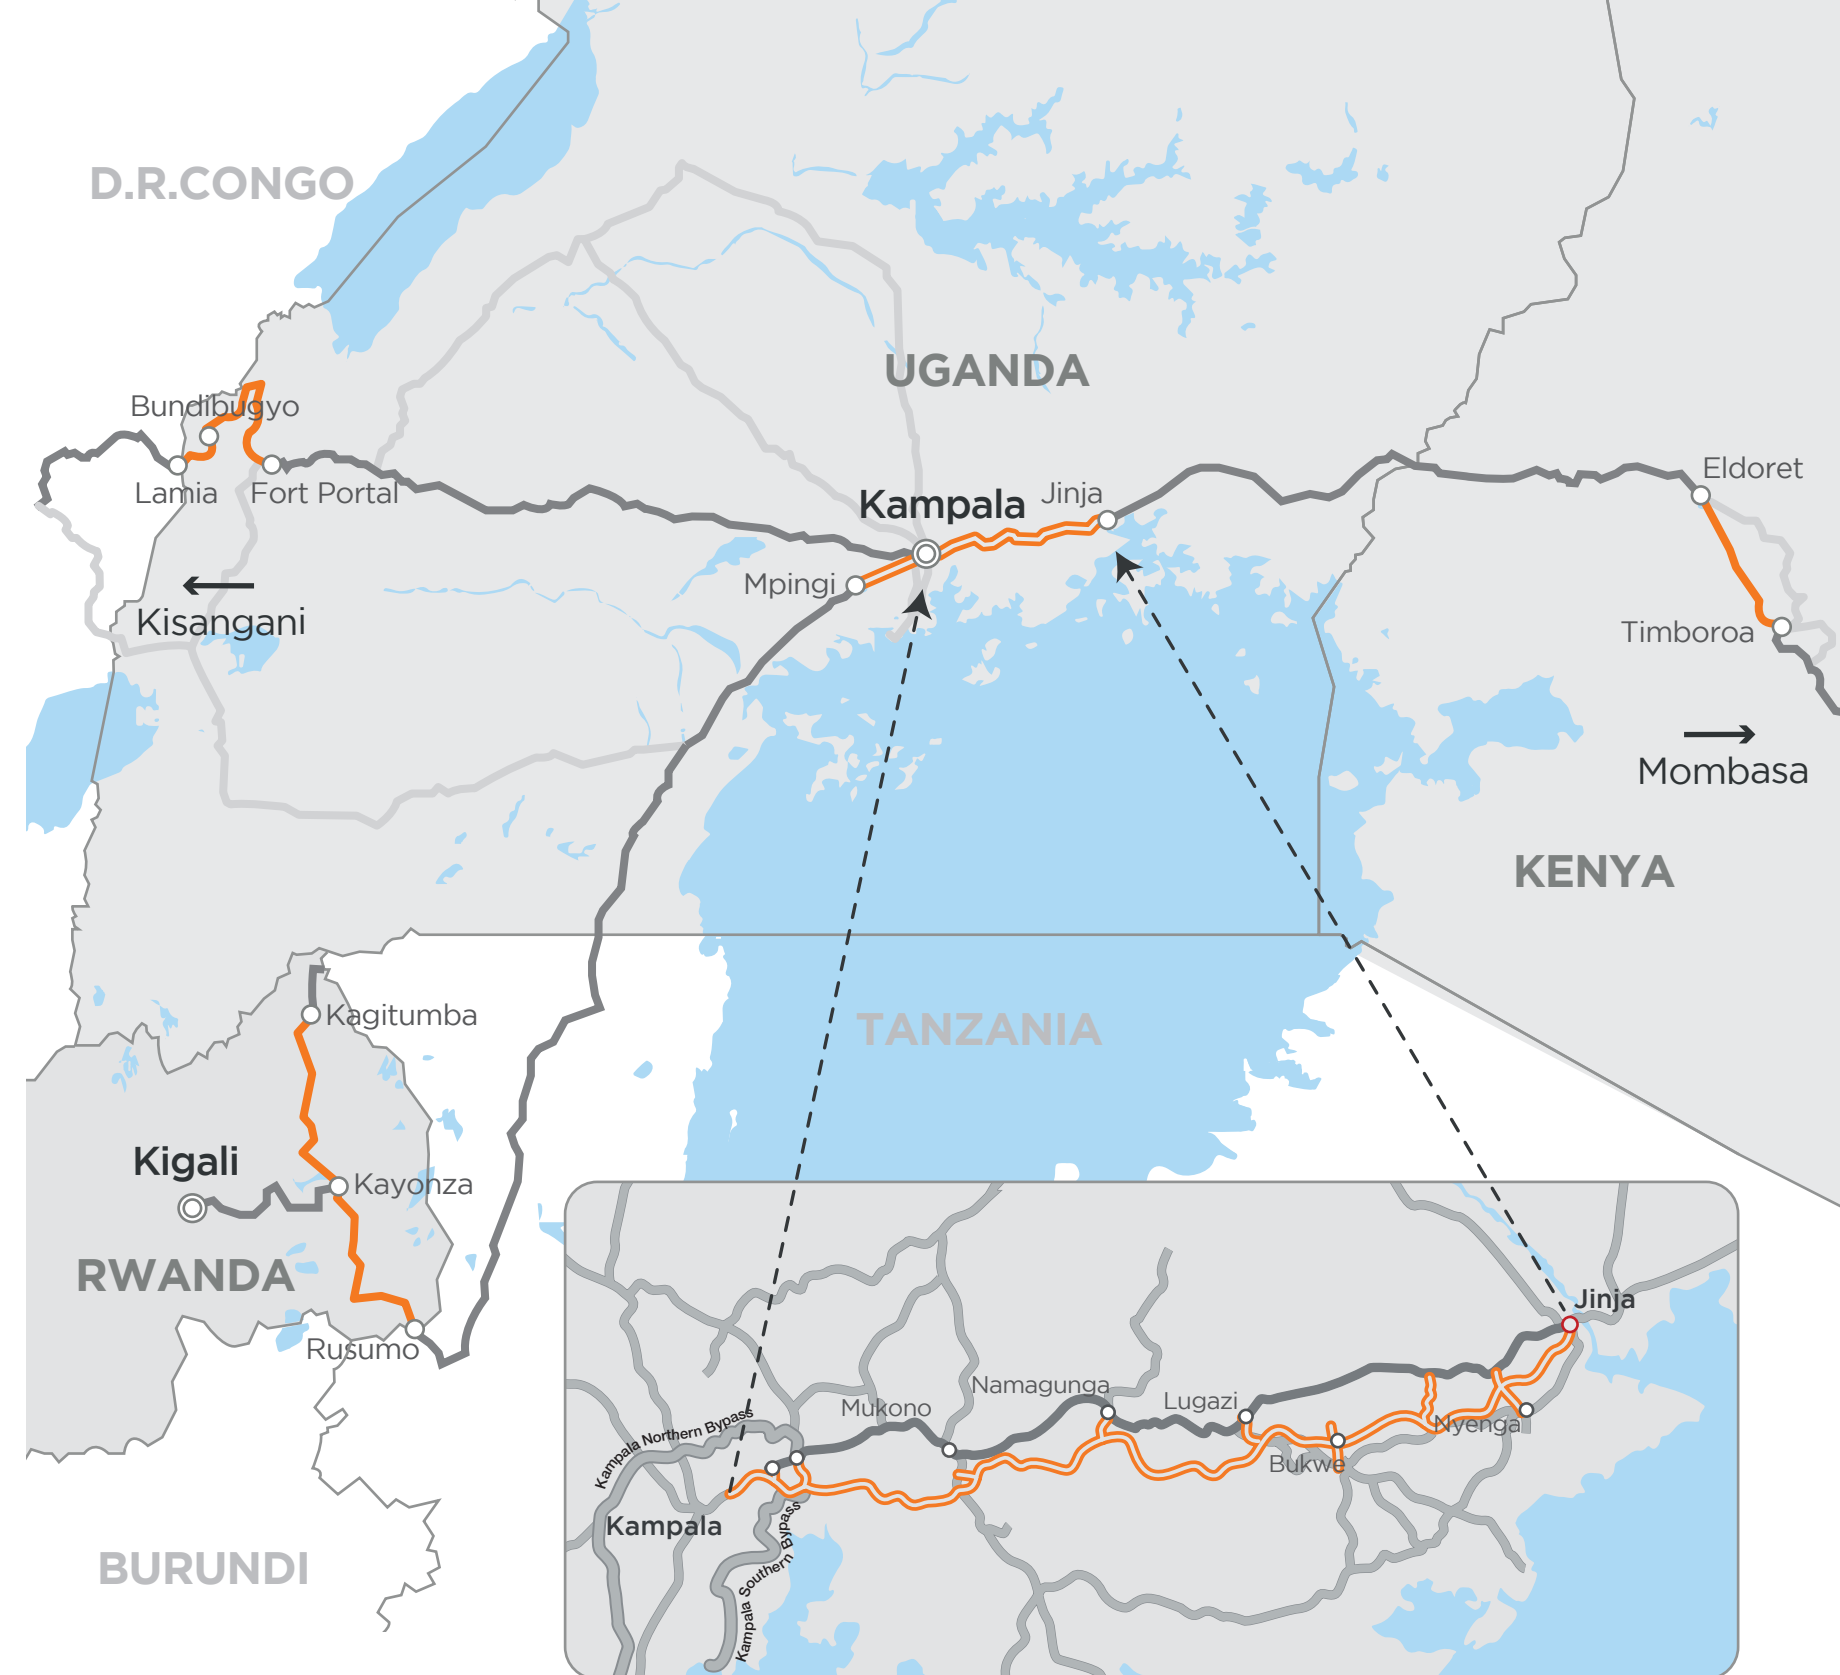 D.R.CONGO
UGANDA
Bundibugyo
Lamia
Fort Portal
Kampala
Jinja
Eldoret
Mpingi
Kisangani
Timboroa
Mombasa
KENYA
Kagitumba
TANZANIA
Kigali
Kayonza
RWANDA
Rusumo
BURUNDI
Jinja
Namagunga
Mukono
Lugazi
Nyenga
Kampala Northern Bypass
Bukwe
Kampala
Kampala Southern Bypass